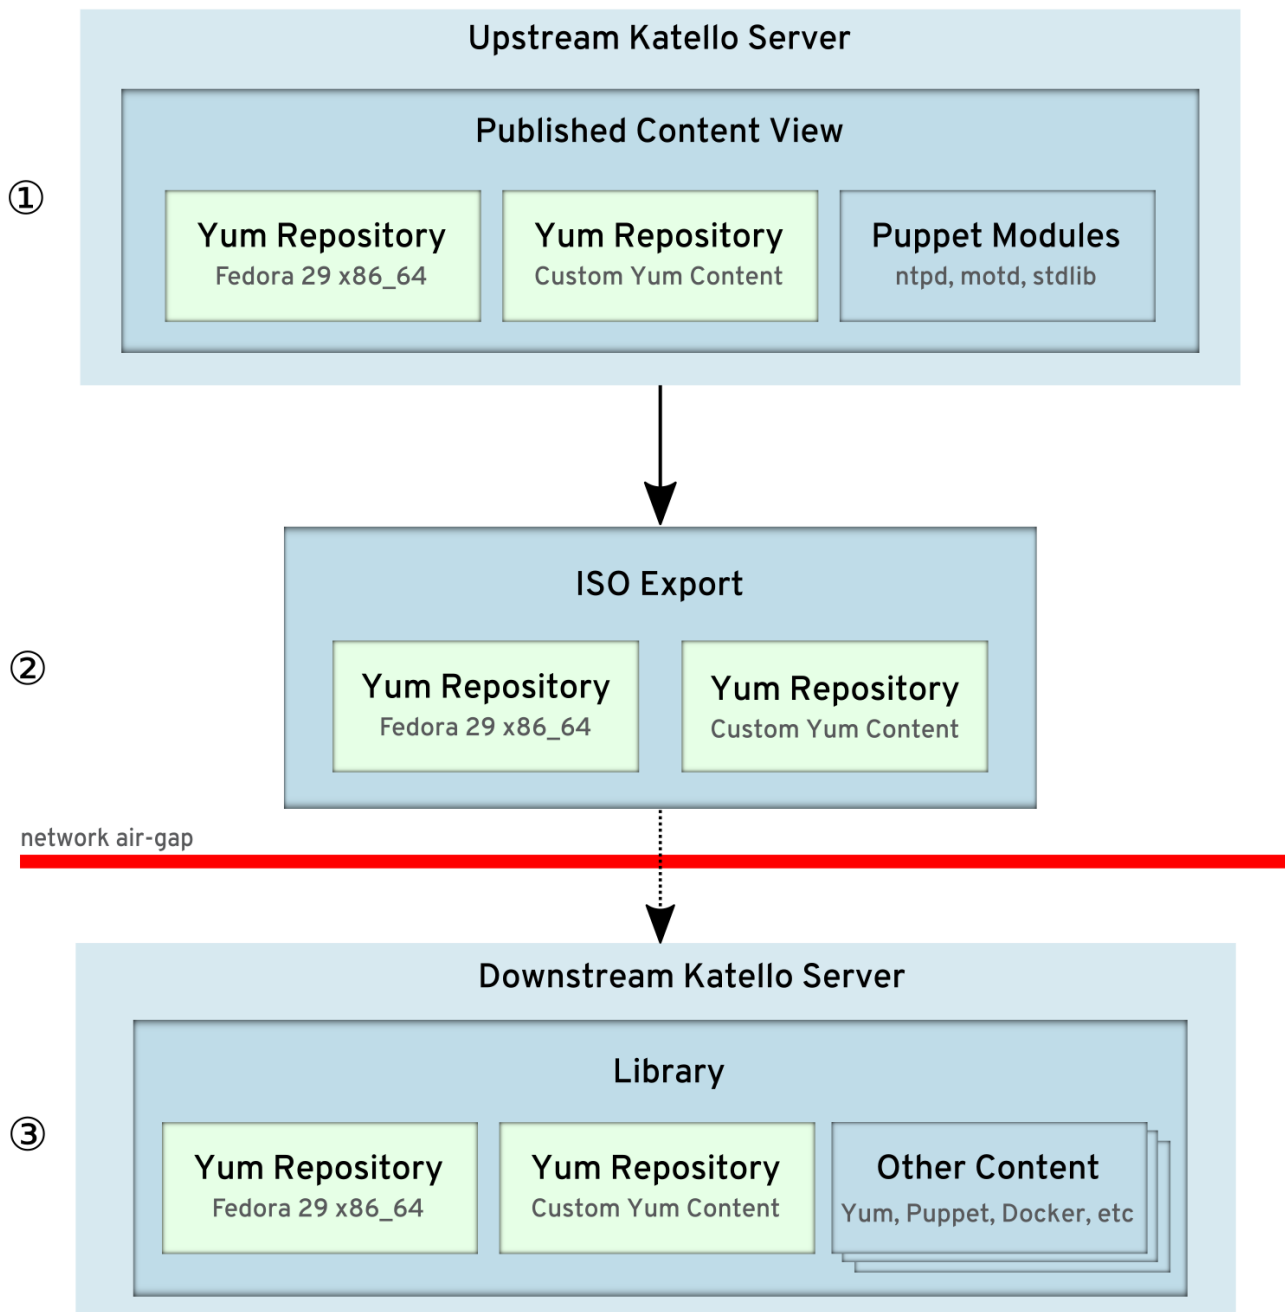 Upstream Katello Server
Published Content View
①
Yum Repository
Fedora 29 x86_64
Yum Repository
Custom Yum Content
Puppet Modules
ntpd, motd, stdlib
ISO Export
②
Yum Repository
Fedora 29 x86_64
Yum Repository
Custom Yum Content
network air-gap
Downstream Katello Server
Library
③
Yum Repository
Fedora 29 x86_64
Yum Repository
Custom Yum Content
Other Content
Yum, Puppet, Docker, etc